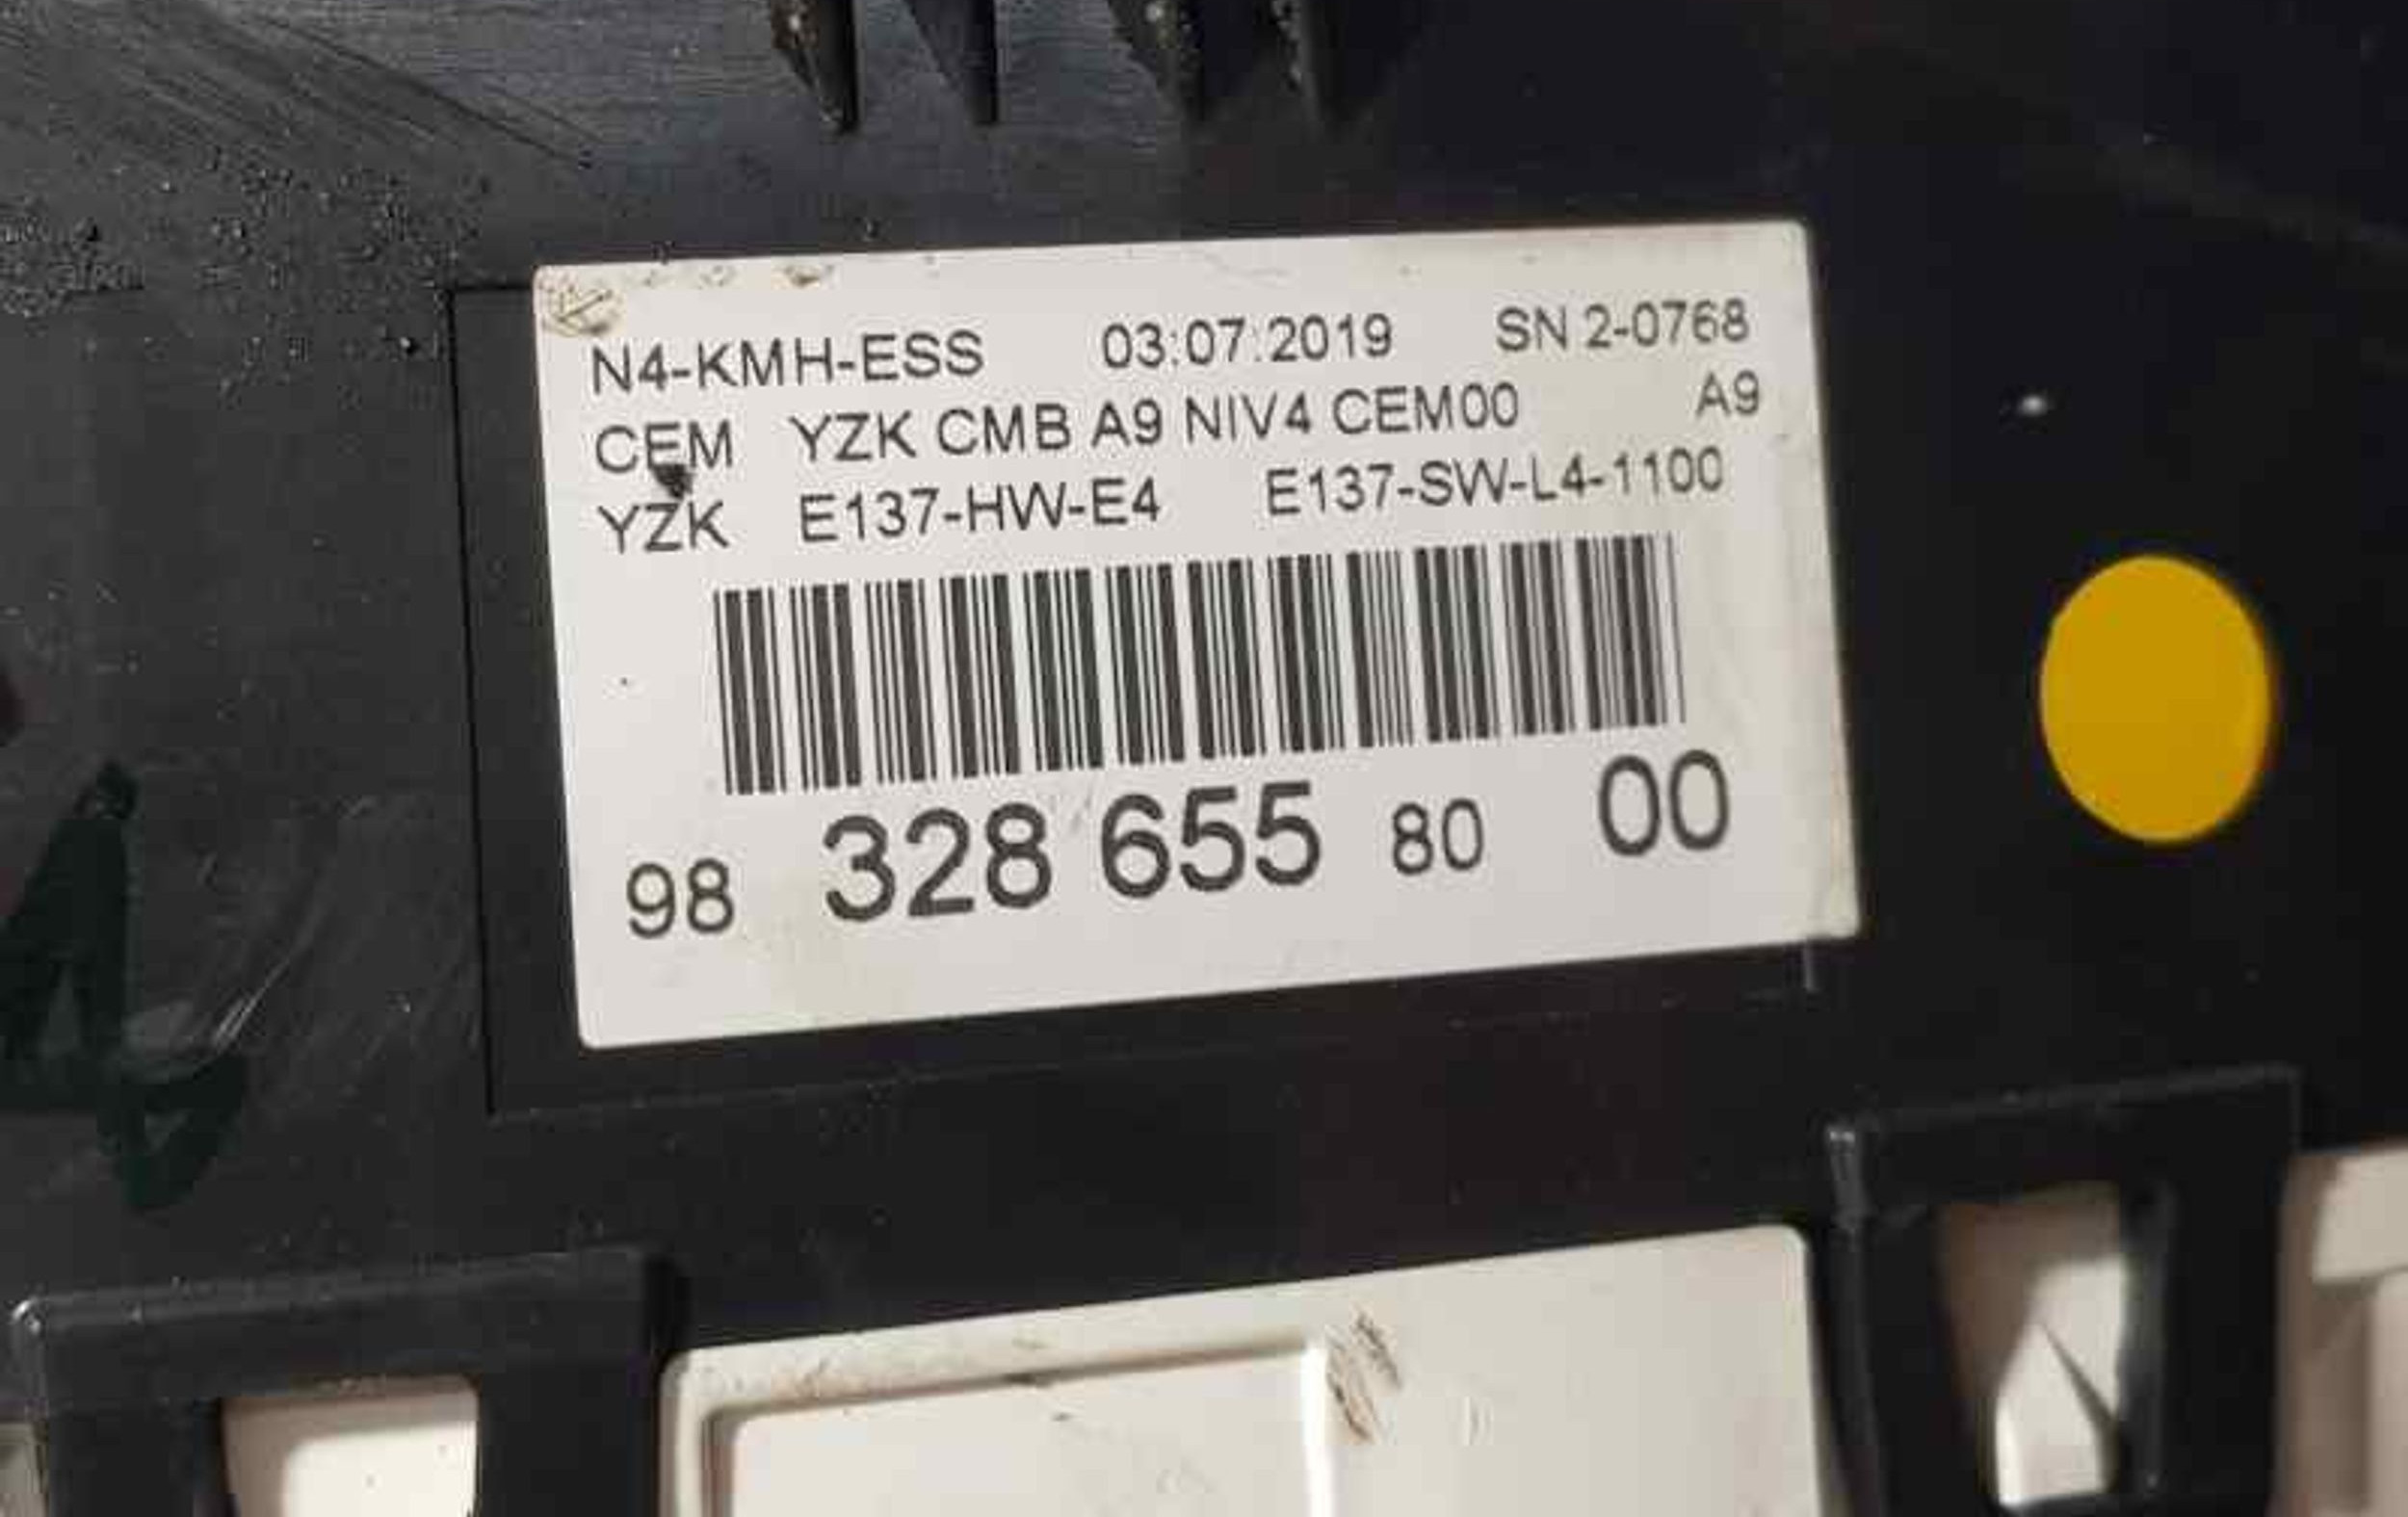 N4-KMH-ESS 03:07:2019 SN 2-0768
CEM YZK CMB A9 NIV4 CEM00 A9
YZK E137-HW-E4 E137-SW-L4-1100
98 328 655 80 00